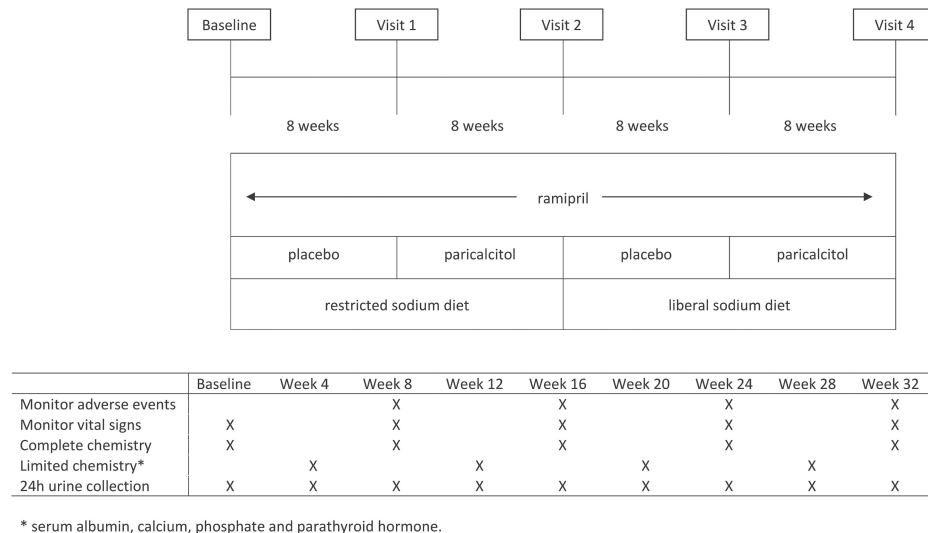 Baseline Visit 1 Visit 2 Visit 3 Visit 4
8 weeks 8 weeks 8 weeks 8 weeks
ramipril
placebo paricalcitol placebo paricalcitol
restricted sodium diet liberal sodium diet
Baseline Week 4 Week 8 Week 12 Week 16 Week 20 Week 24 Week 28 Week 32
Monitor adverse events X X X X
Monitor vital signs X X X X X
Complete chemistry X X X X X
Limited chemistry* X X X X
24h urine collection X X X X X X X X X
* serum albumin, calcium, phosphate and parathyroid hormone.